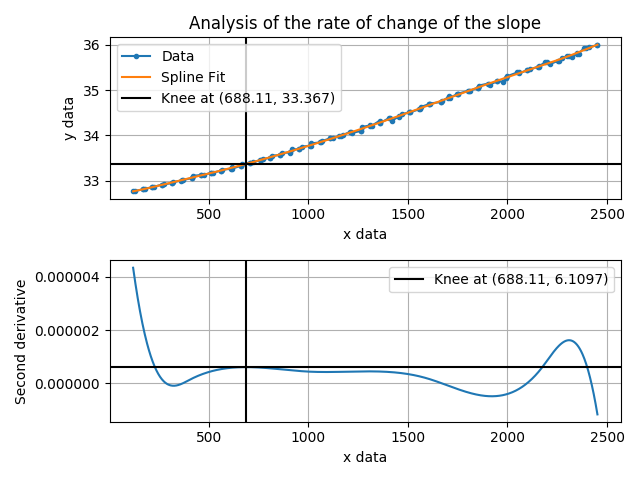 Analysis of the rate of change of the slope
36
35
34
33
y data
Data
Spline Fit
Knee at (688.11, 33.367)
500 1000 1500 2000 2500
x data
0.000004
0.000002
0.000000
Second derivative
Knee at (688.11, 6.1097)
500 1000 1500 2000 2500
x data